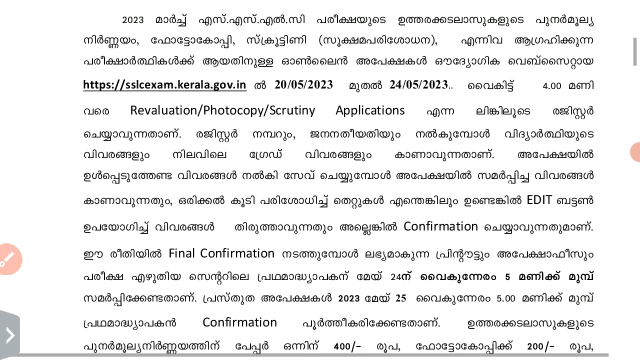 2023 മാർച്ച് എസ്.എസ്.എൽ.സി പരീക്ഷയുടെ ഉത്തരക്കടലാസുകളുടെ പുനർമൂല്യ
നിർണ്ണയം, ഫോട്ടോകോപ്പി, സ്ക്രൂട്ടിണി (സൂക്ഷമപരിശോധന), എന്നിവ ആഗ്രഹിക്കുന്ന
പരീക്ഷാർത്ഥികൾക്ക് ആയതിനുള്ള ഓൺലൈൻ അപേക്ഷകൾ ഔദ്യോഗിക വെബ്സൈറ്റായ
https://sslcexam.kerala.gov.in ൽ 20/05/2023 മുതൽ 24/05/2023.. വൈകിട്ട് 4.00 മണി
വരെ Revaluation/Photocopy/Scrutiny Applications എന്ന ലിങ്കിലൂടെ രജിസ്റ്റർ
ചെയ്യാവുന്നതാണ്. രജിസ്റ്റർ നമ്പറും, ജനനതീയതിയും നൽകുമ്പോൾ വിദ്യാർത്ഥിയുടെ
വിവരങ്ങളും നിലവിലെ ഗ്രേഡ് വിവരങ്ങളും കാണാവുന്നതാണ്. അപേക്ഷയിൽ
ഉൾപ്പെടുത്തേണ്ട വിവരങ്ങൾ നൽകി സേവ് ചെയ്യുമ്പോൾ അപേക്ഷയിൽ സമർപ്പിച്ച വിവരങ്ങൾ
കാണാവുന്നതും, ഒരിക്കൽ കൂടി പരിശോധിച്ച് തെറ്റുകൾ എന്തെങ്കിലും ഉണ്ടെങ്കിൽ EDIT ബട്ടൺ
ഉപയോഗിച്ച് വിവരങ്ങൾ തിരുത്താവുന്നതും അല്ലെങ്കിൽ Confirmation ചെയ്യാവുന്നതുമാണ്.
ഈ രീതിയിൽ Final Confirmation നടത്തുമ്പോൾ ലഭ്യമാകുന്ന പ്രിന്റൗട്ടും അപേക്ഷാഫീസും
പരീക്ഷ എഴുതിയ സെന്ററിലെ പ്രഥമാദ്ധ്യാപകന് മേയ് 24ന് വൈകുന്നേരം 5 മണിക്ക് മുമ്പ്
സമർപ്പിക്കേണ്ടതാണ്. പ്രസ്തുത അപേക്ഷകൾ 2023 മേയ് 25 വൈകുന്നേരം 5.00 മണിക്ക് മുമ്പ്
പ്രഥമാദ്ധ്യാപകൻ Confirmation പൂർത്തീകരിക്കേണ്ടതാണ്. ഉത്തരക്കടലാസുകളുടെ
പുനർമൂല്യനിർണ്ണയത്തിന് പേപ്പർ ഒന്നിന് 400/– രൂപ, ഫോട്ടോകോപ്പിക്ക് 200/– രൂപ,